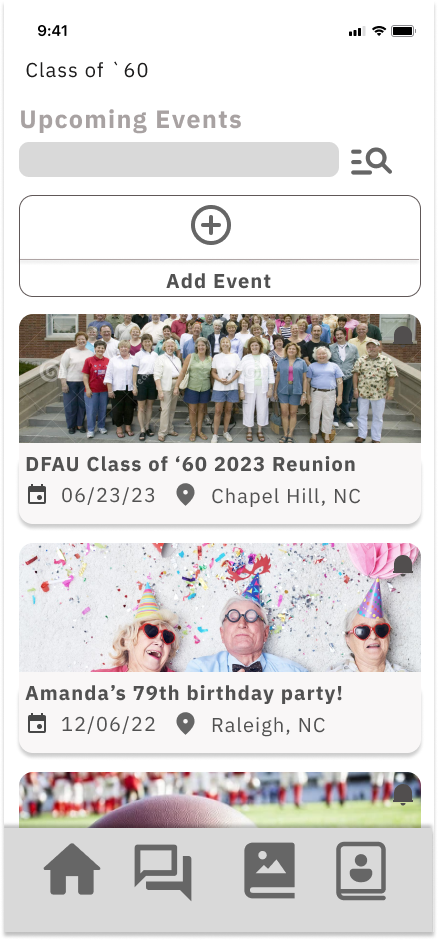 9:41
Class of `60
Upcoming Events
Add Event
DFAU Class of ‘60 2023 Reunion
06/23/23 Chapel Hill, NC
Amanda’s 79th birthday party!
12/06/22 Raleigh, NC